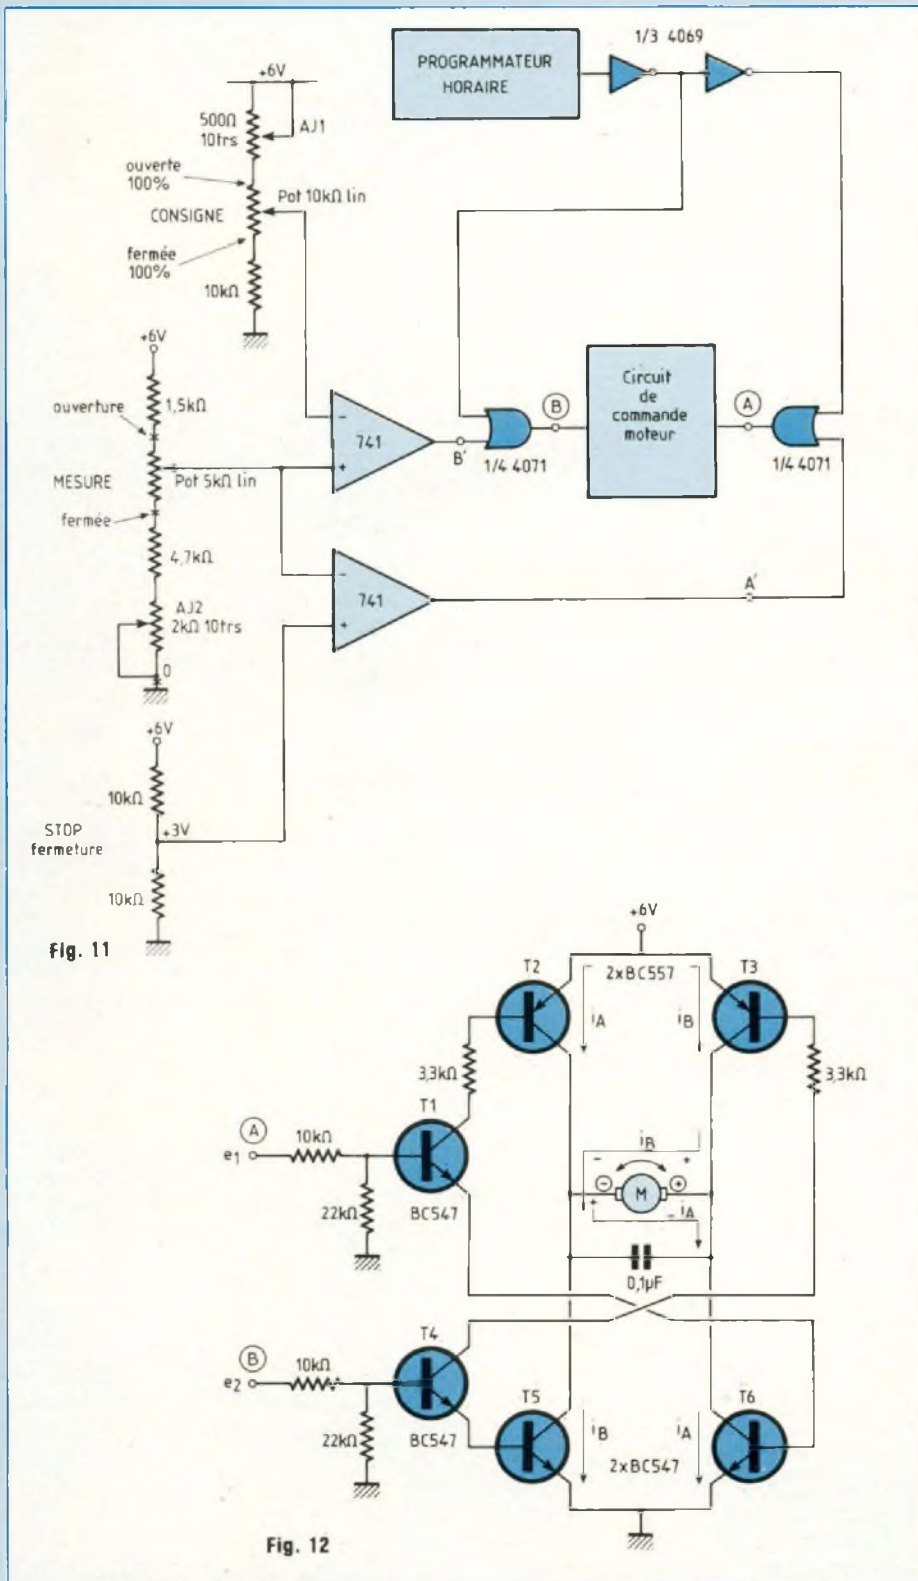 1/3 4069
PROGRAMMATEUR
HORAIRE
+6V
500Ω
10trs
AJ1
ouverte
100%
Pot 10kΩ lin
CONSIGNE
fermée
100%
10kΩ
+6V
ouverture
1,5kΩ
MESURE
Pot 5kΩ lin
fermée
4,7kΩ
AJ2
2kΩ 10trs
0
-
741
+
B'
1/4 4071
B
Circuit
de
commande
moteur
A
1/4 4071
-
741
+
A'
+6V
10kΩ
STOP
fermeture
+3V
10kΩ
Fig. 11
+6V
T2
2xBC557
T3
iA
iB
3,3kΩ
3,3kΩ
T1
A
e1
10kΩ
22kΩ
BC547
iB
-
+
-
M
+
+
-
iA
0,1µF
T4
B
e2
10kΩ
22kΩ
BC547
T5
iB
iA
T6
2xBC547
Fig. 12